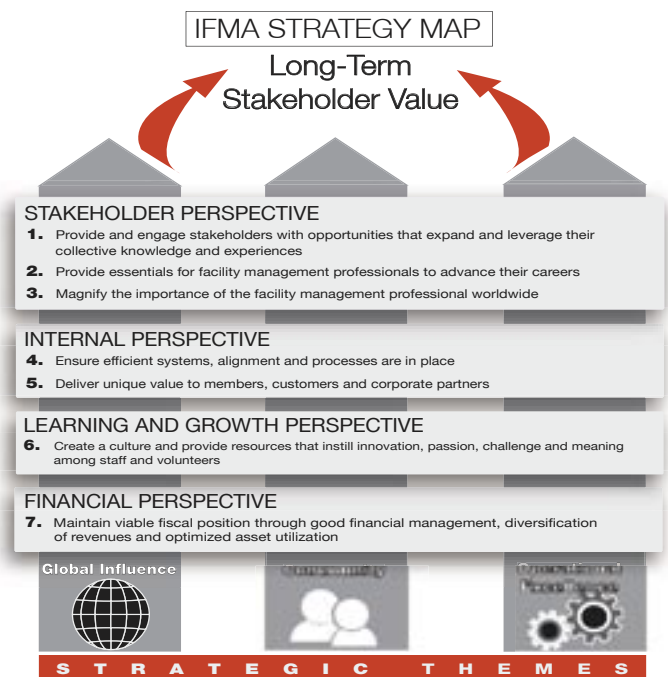 IFMA STRATEGY MAP
Long-Term
Stakeholder Value
STAKEHOLDER PERSPECTIVE
1. Provide and engage stakeholders with opportunities that expand and leverage their
collective knowledge and experiences
2. Provide essentials for facility management professionals to advance their careers
3. Magnify the importance of the facility management professional worldwide
INTERNAL PERSPECTIVE
4. Ensure efficient systems, alignment and processes are in place
5. Deliver unique value to members, customers and corporate partners
LEARNING AND GROWTH PERSPECTIVE
6. Create a culture and provide resources that instill innovation, passion, challenge and meaning
among staff and volunteers
FINANCIAL PERSPECTIVE
7. Maintain viable fiscal position through good financial management, diversification
of revenues and optimized asset utilization
Global Influence
STRATEGIC THEMES